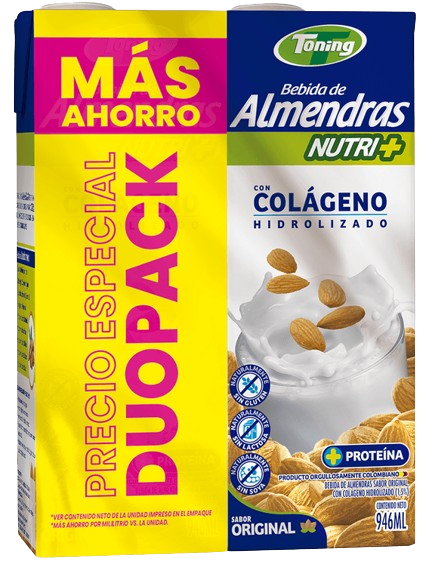 MÁS
AHORRO
PRECIO ESPECIAL
DUOPACK
*VER CONTENIDO NETO DE LA UNIDAD IMPRESO EN EL EMPAQUE
*MÁS AHORRO POR MILILITRO VS. LA UNIDAD.
Toning
Bebida de
Almendras
NUTRI+
CON
COLÁGENO
HIDROLIZADO
NATURALMENTE
SIN GLUTEN
NATURALMENTE
SIN LACTOSA
NATURALMENTE
SIN SOYA
+ PROTEÍNA
PRODUCTO ORGULLOSAMENTE COLOMBIANO
BEBIDA DE ALMENDRAS SABOR ORIGINAL
CON COLÁGENO HIDROLIZADO (1,5%)
CONTENIDO NETO
946ML
SABOR
ORIGINAL